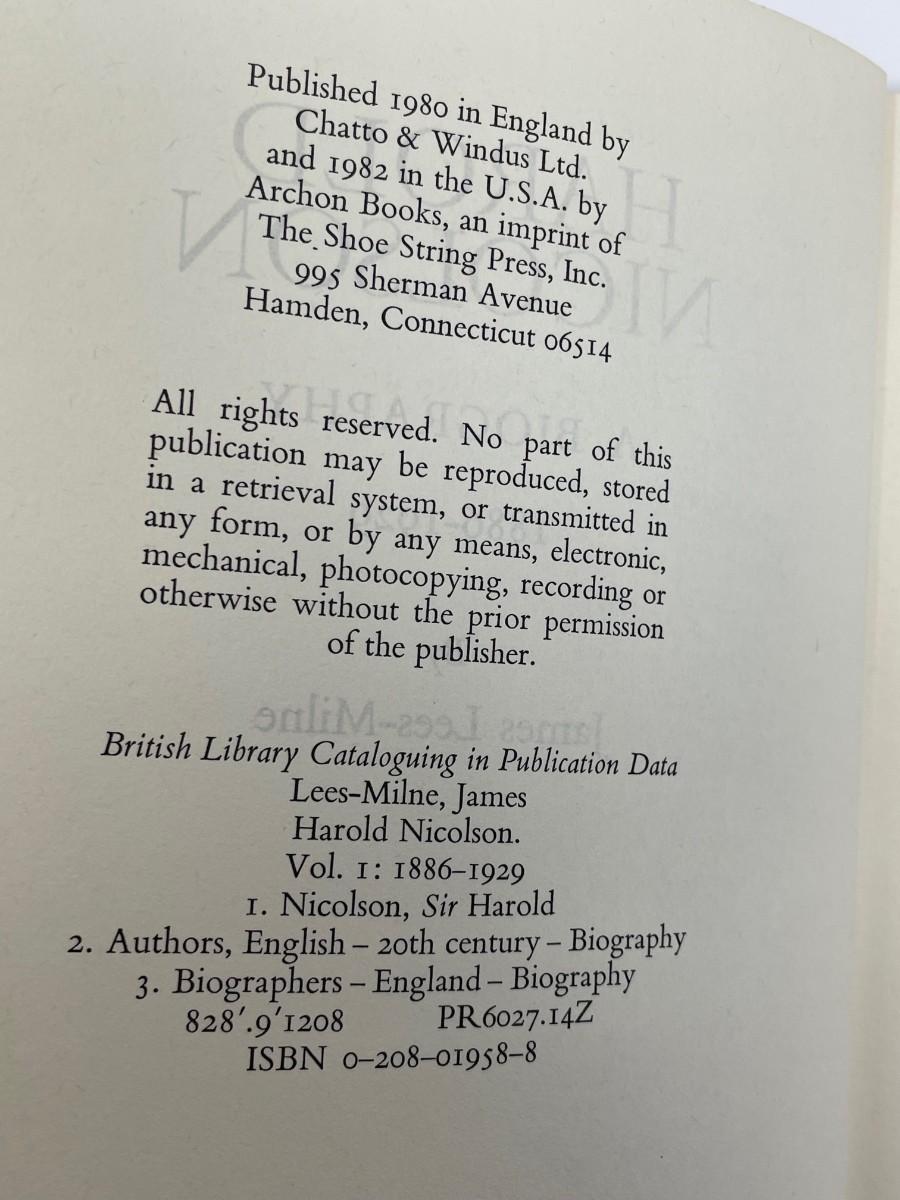 Published 1980 in England by
Chatto & Windus Ltd.
and 1982 in the U.S.A. by
Archon Books, an imprint of
The Shoe String Press, Inc.
995 Sherman Avenue
Hamden, Connecticut 06514
All rights reserved. No part of this
publication may be reproduced, stored
in a retrieval system, or transmitted in
any form, or by any means, electronic,
mechanical, photocopying, recording or
otherwise without the prior permission
of the publisher.
British Library Cataloguing in Publication Data
Lees-Milne, James
Harold Nicolson.
Vol. 1: 1886–1929
1. Nicolson, Sir Harold
2. Authors, English – 20th century – Biography
3. Biographers – England – Biography
828'.9'1208 PR6027.14Z
ISBN 0–208–01958–8